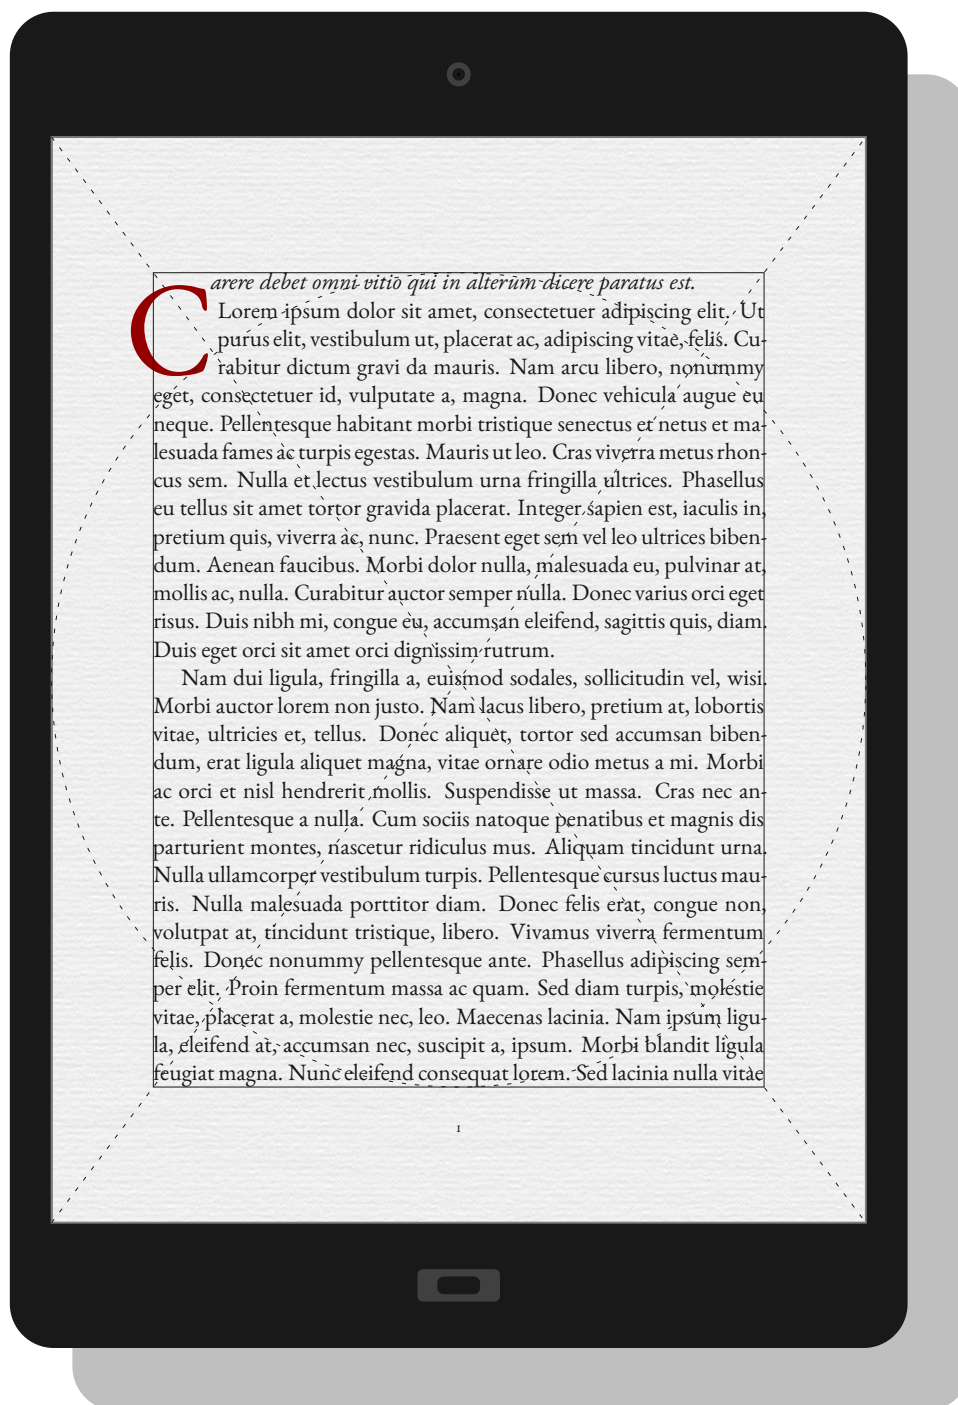 Carere debet omni vitio qui in alterum dicere paratus est.
Lorem ipsum dolor sit amet, consectetuer adipiscing elit. Ut
purus elit, vestibulum ut, placerat ac, adipiscing vitae, felis. Cu-
rabitur dictum gravi da mauris. Nam arcu libero, nonummy
eget, consectetuer id, vulputate a, magna. Donec vehicula augue eu
neque. Pellentesque habitant morbi tristique senectus et netus et ma-
lesuada fames ac turpis egestas. Mauris ut leo. Cras viverra metus rhon-
cus sem. Nulla et lectus vestibulum urna fringilla ultrices. Phasellus
eu tellus sit amet tortor gravida placerat. Integer sapien est, iaculis in,
pretium quis, viverra ac, nunc. Praesent eget sem vel leo ultrices biben-
dum. Aenean faucibus. Morbi dolor nulla, malesuada eu, pulvinar at,
mollis ac, nulla. Curabitur auctor semper nulla. Donec varius orci eget
risus. Duis nibh mi, congue eu, accumsan eleifend, sagittis quis, diam.
Duis eget orci sit amet orci dignissim rutrum.
Nam dui ligula, fringilla a, euismod sodales, sollicitudin vel, wisi.
Morbi auctor lorem non justo. Nam lacus libero, pretium at, lobortis
vitae, ultricies et, tellus. Donec aliquet, tortor sed accumsan biben-
dum, erat ligula aliquet magna, vitae ornare odio metus a mi. Morbi
ac orci et nisl hendrerit mollis. Suspendisse ut massa. Cras nec an-
te. Pellentesque a nulla. Cum sociis natoque penatibus et magnis dis
parturient montes, nascetur ridiculus mus. Aliquam tincidunt urna.
Nulla ullamcorper vestibulum turpis. Pellentesque cursus luctus mau-
ris. Nulla malesuada porttitor diam. Donec felis erat, congue non,
volutpat at, tincidunt tristique, libero. Vivamus viverra fermentum
felis. Donec nonummy pellentesque ante. Phasellus adipiscing sem-
per elit. Proin fermentum massa ac quam. Sed diam turpis, molestie
vitae, placerat a, molestie nec, leo. Maecenas lacinia. Nam ipsum ligu-
la, eleifend at, accumsan nec, suscipit a, ipsum. Morbi blandit ligula
feugiat magna. Nunc eleifend consequat lorem. Sed lacinia nulla vitae
1